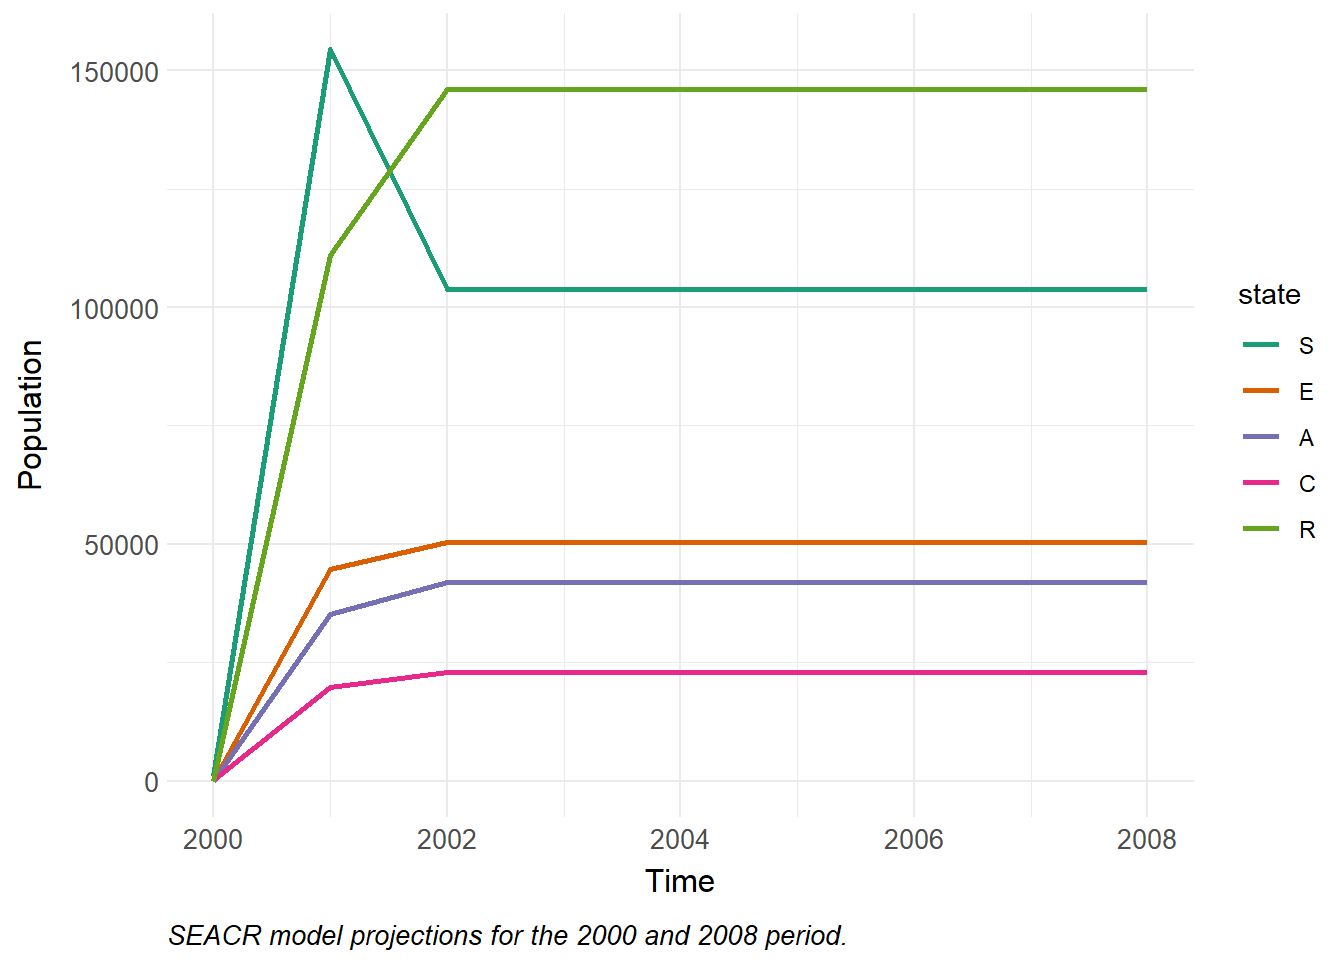 150000
100000
50000
0
Population
2000 2002 2004 2006 2008
Time
state
S
E
A
C
R
SEACR model projections for the 2000 and 2008 period.